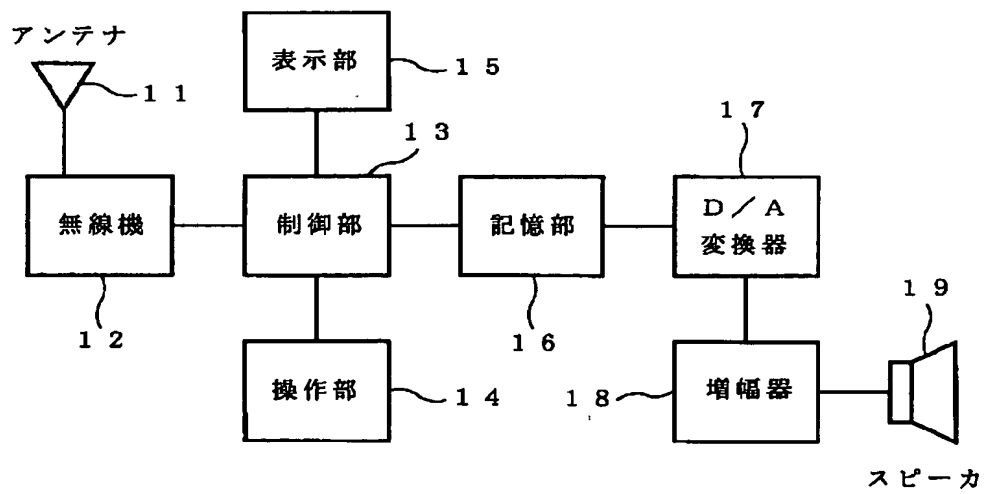 アンテナ
11
表示部
15
13
17
無線機
制御部
記憶部
D/A
変換器
12
16
19
操作部
14
18
増幅器
スピーカ